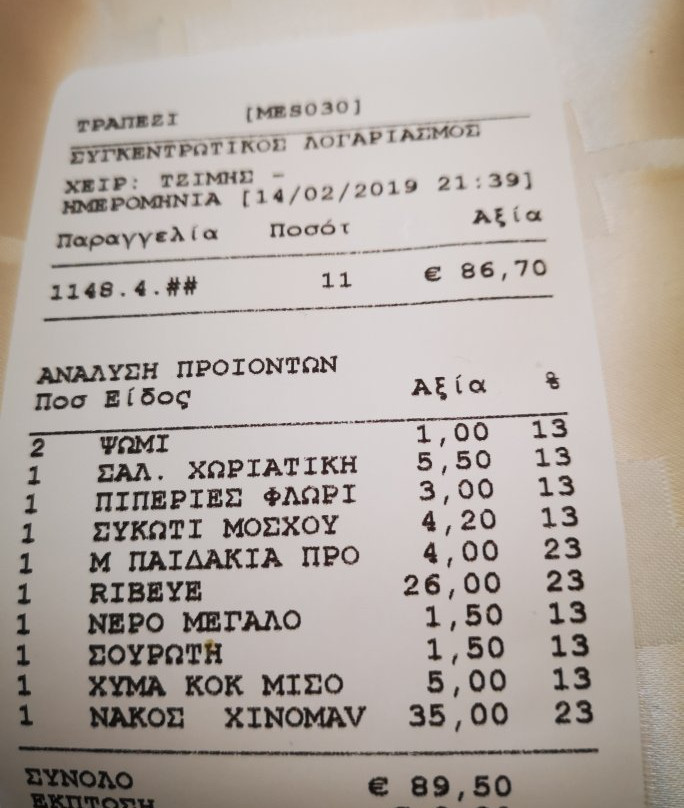 ΤΡΑΠΕΖΙ [MES030]
ΣΥΓΚΕΝΤΡΩΤΙΚΟΣ ΛΟΓΑΡΙΑΣΜΟΣ
ΧΕΙΡ: ΤΖΙΜΗΣ -
ΗΜΕΡΟΜΗΝΙΑ [14/02/2019 21:39]
Παραγγελία Ποσότ Αξία
1148.4.## 11 € 86,70
ΑΝΑΛΥΣΗ ΠΡΟΙΟΝΤΩΝ
Ποσ Είδος Αξία %
2 ΨΩΜΙ 1,00 13
1 ΣΑΛ. ΧΩΡΙΑΤΙΚΗ 5,50 13
1 ΠΙΠΕΡΙΕΣ ΦΛΩΡΙ 3,00 13
1 ΣΥΚΩΤΙ ΜΟΣΧΟΥ 4,20 13
1 Μ ΠΑΙΔΑΚΙΑ ΠΡΟ 4,00 23
1 RIBEYE 26,00 23
1 ΝΕΡΟ ΜΕΓΑΛΟ 1,50 13
1 ΣΟΥΡΩΤΗ 1,50 13
1 ΧΥΜΑ ΚΟΚ ΜΙΣΟ 5,00 13
1 ΝΑΚΟΣ ΧΙΝΟΜΑV 35,00 23
ΣΥΝΟΛΟ € 89,50
ΕΚΠΤΩΣΗ